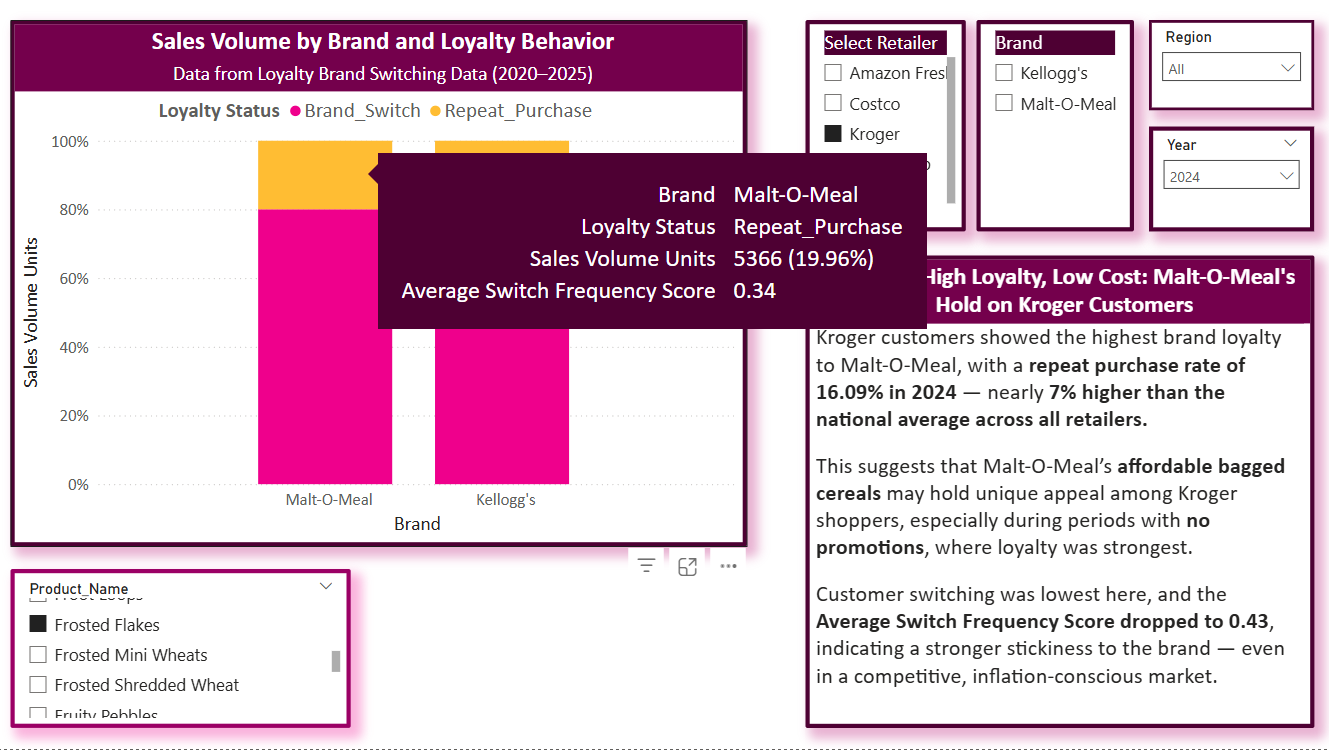 Sales Volume by Brand and Loyalty Behavior
Data from Loyalty Brand Switching Data (2020–2025)
Loyalty Status Brand_Switch Repeat_Purchase
100%
80%
60%
40%
20%
0%
Sales Volume Units
Malt-O-Meal Kellogg's
Brand
Brand Malt-O-Meal
Loyalty Status Repeat_Purchase
Sales Volume Units 5366 (19.96%)
Average Switch Frequency Score 0.34
Select Retailer
Amazon Fresh
Costco
Kroger
Brand
Kellogg's
Malt-O-Meal
Region
All
Year
2024
High Loyalty, Low Cost: Malt-O-Meal's
Hold on Kroger Customers
Kroger customers showed the highest brand loyalty
to Malt-O-Meal, with a repeat purchase rate of
16.09% in 2024 — nearly 7% higher than the
national average across all retailers.
This suggests that Malt-O-Meal’s affordable bagged
cereals may hold unique appeal among Kroger
shoppers, especially during periods with no
promotions, where loyalty was strongest.
Customer switching was lowest here, and the
Average Switch Frequency Score dropped to 0.43,
indicating a stronger stickiness to the brand — even
in a competitive, inflation-conscious market.
Product_Name
Froot Loops
Frosted Flakes
Frosted Mini Wheats
Frosted Shredded Wheat
Fruity Pebbles